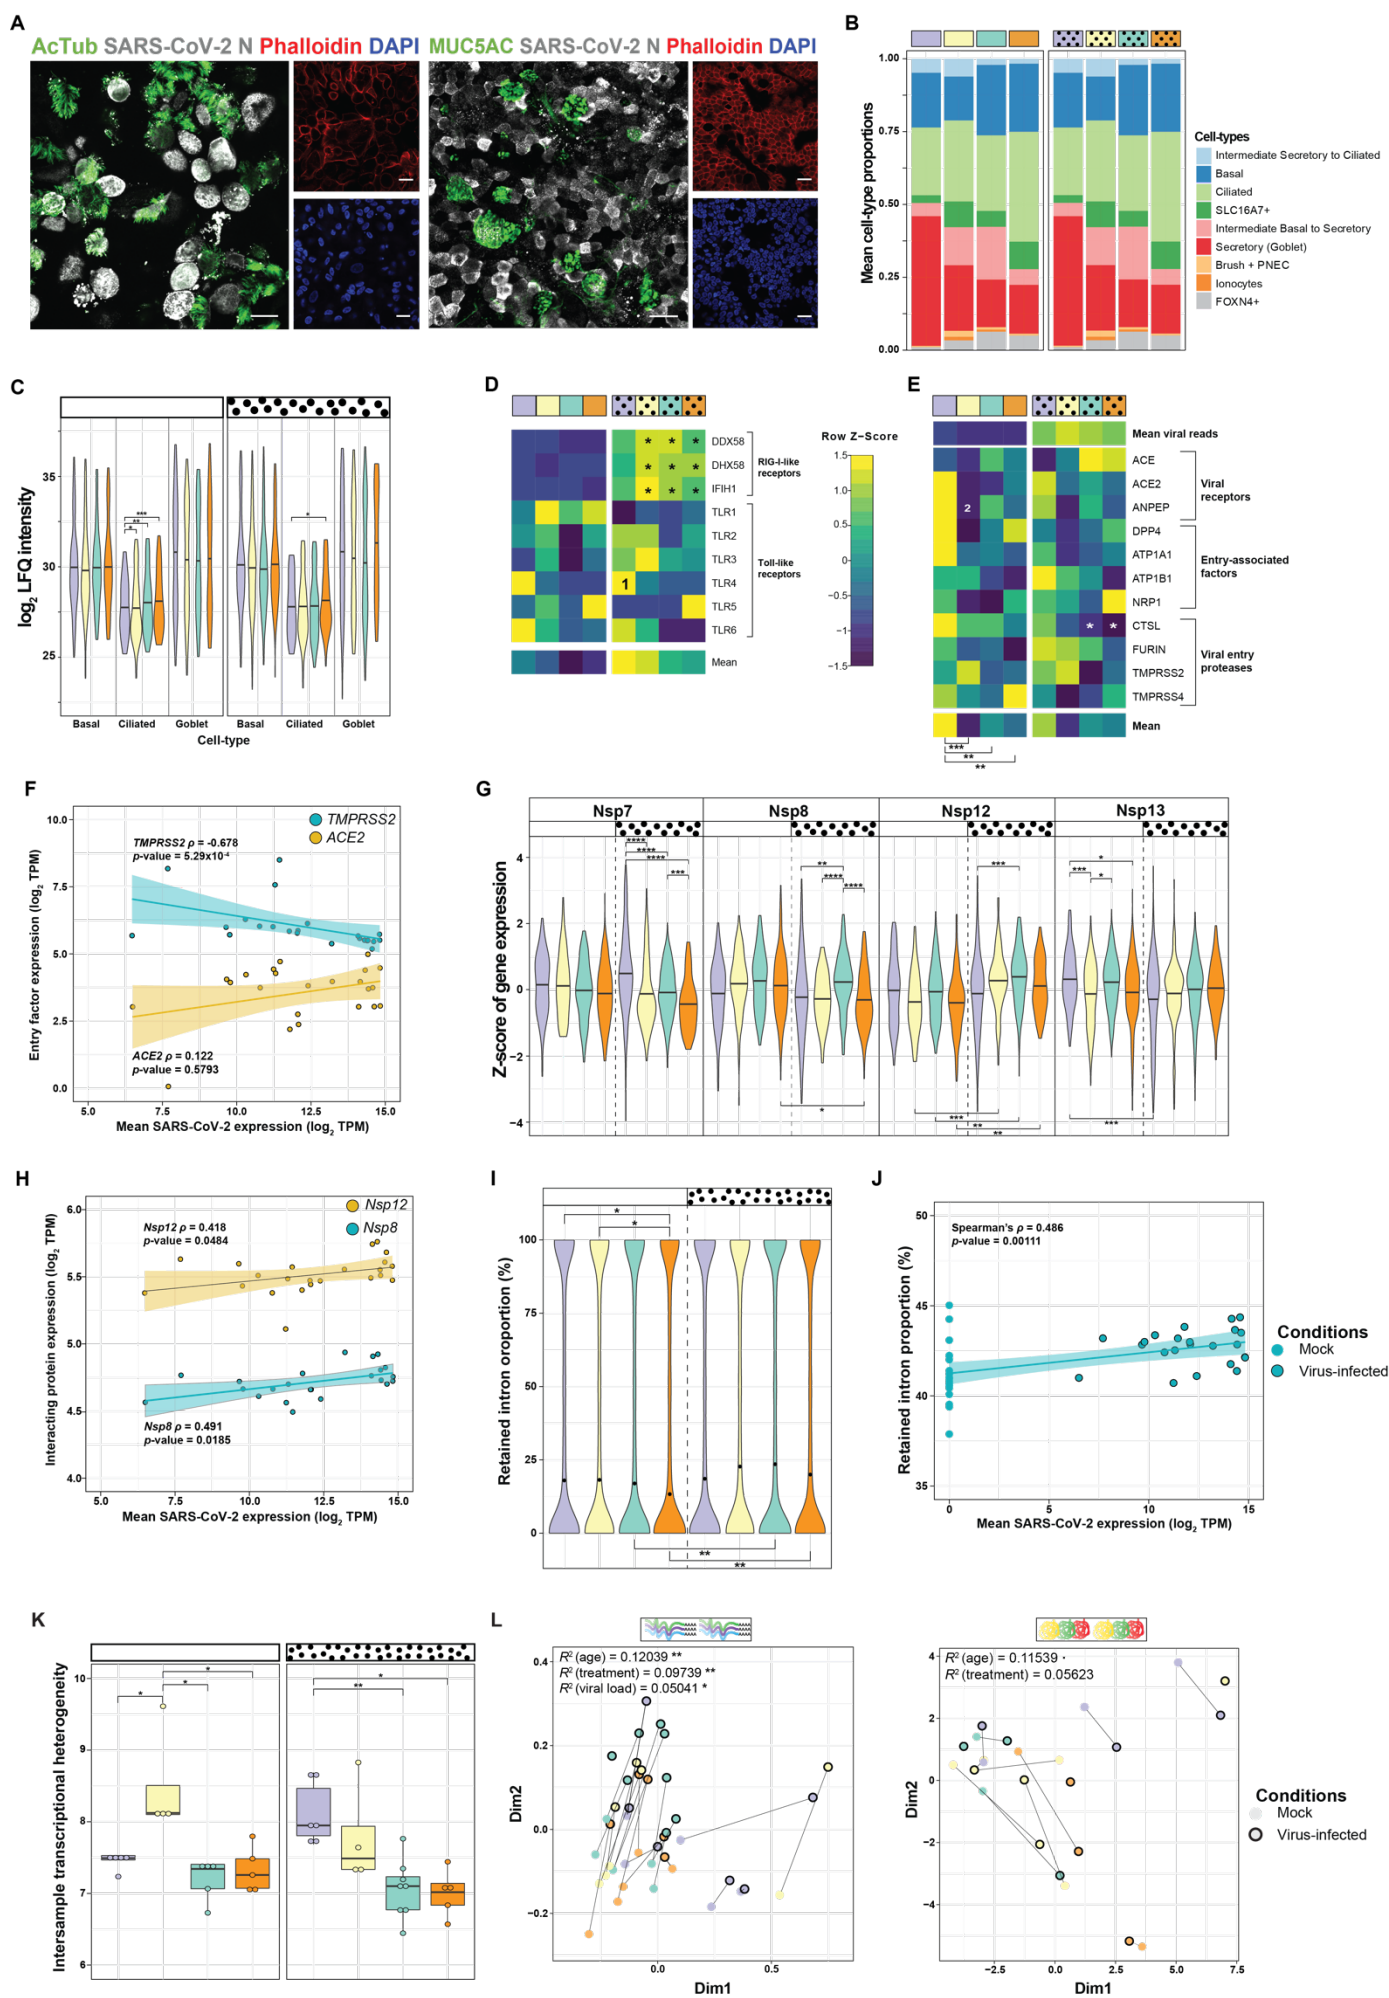 A
AcTub SARS-CoV-2 N Phalloidin DAPI
MUC5AC SARS-CoV-2 N Phalloidin DAPI
B
Mean cell-type proportions
1.00
0.75
0.50
0.25
0.00
Cell-types
Intermediate Secretory to Ciliated
Basal
Ciliated
SLC16A7+
Intermediate Basal to Secretory
Secretory (Goblet)
Brush + PNEC
Ionocytes
FOXN4+
C
log2 LFQ intensity
35
30
25
*
**
***
*
Basal
Ciliated
Goblet
Basal
Ciliated
Goblet
Cell-type
D
* * *
* * *
* * *
1
DDX58
DHX58
IFIH1
TLR1
TLR2
TLR3
TLR4
TLR5
TLR6
Mean
RIG-I-like
receptors
Toll-like
receptors
Row Z-Score
1.5
1
0.5
0
-0.5
-1
-1.5
E
2
* *
Mean viral reads
ACE
ACE2
ANPEP
DPP4
ATP1A1
ATP1B1
NRP1
CTSL
FURIN
TMPRSS2
TMPRSS4
Mean
Viral
receptors
Entry-associated
factors
Viral entry
proteases
***
**
**
F
Entry factor expression (log2 TPM)
10.0
7.5
5.0
2.5
0.0
TMPRSS2
ACE2
TMPRSS2 ρ = -0.678
p-value = 5.29x10-4
ACE2 ρ = 0.122
p-value = 0.5793
5.0 7.5 10.0 12.5 15.0
Mean SARS-CoV-2 expression (log2 TPM)
G
Nsp7 Nsp8 Nsp12 Nsp13
Z-score of gene expression
4
2
0
−2
−4
****
****
****
***
**
****
****
***
*
***
*
*
***
**
**
***
H
Interacting protein expression (log2 TPM)
6.0
5.5
5.0
4.5
4.0
Nsp12
Nsp8
Nsp12 ρ = 0.418
p-value = 0.0484
Nsp8 ρ = 0.491
p-value = 0.0185
5.0 7.5 10.0 12.5 15.0
Mean SARS-CoV-2 expression (log2 TPM)
I
Retained intron oroportion (%)
100
75
50
25
0
*
*
**
**
J
Retained intron proportion (%)
50
45
40
35
Spearman's ρ = 0.486
p-value = 0.00111
0 5 10 15
Mean SARS-CoV-2 expression (log2 TPM)
Conditions
Mock
Virus-infected
K
Intersample transcriptional heterogeneity
10
9
8
7
6
*
*
*
*
**
L
AAAA AAAA
AAAA AAAA
AAAA AAAA
R2 (age) = 0.12039 **
R2 (treatment) = 0.09739 **
R2 (viral load) = 0.05041 *
Dim2
0.4
0.2
0.0
−0.2
0.0 0.5
Dim1
R2 (age) = 0.11539 ·
R2 (treatment) = 0.05623
Dim2
4
2
0
−2
−4
−2.5 0.0 2.5 5.0 7.5
Dim1
Conditions
Mock
Virus-infected